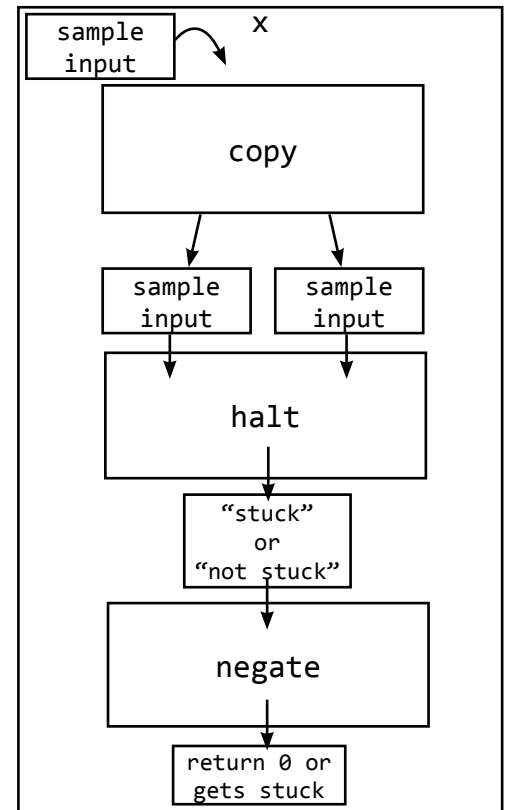 x
sample
input
copy
sample
input
sample
input
halt
“stuck”
or
“not stuck”
negate
return 0 or
gets stuck